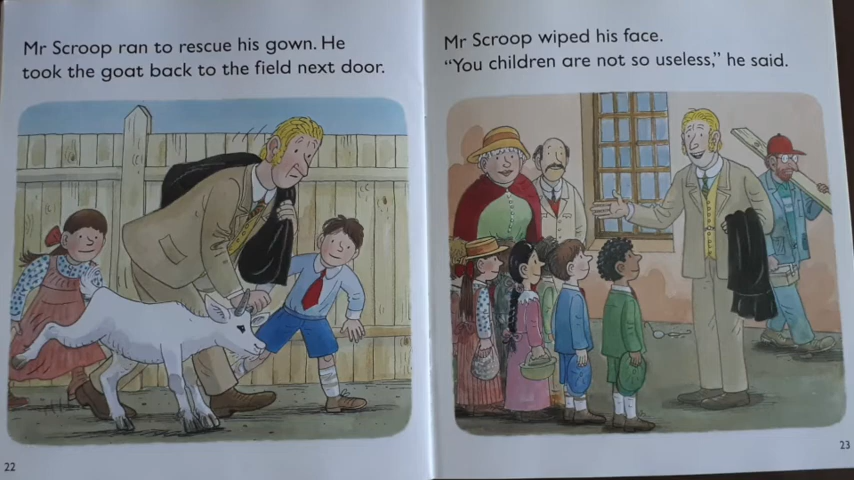 Mr Scroop ran to rescue his gown. He
took the goat back to the field next door.
22
Mr Scroop wiped his face.
“You children are not so useless,” he said.
23